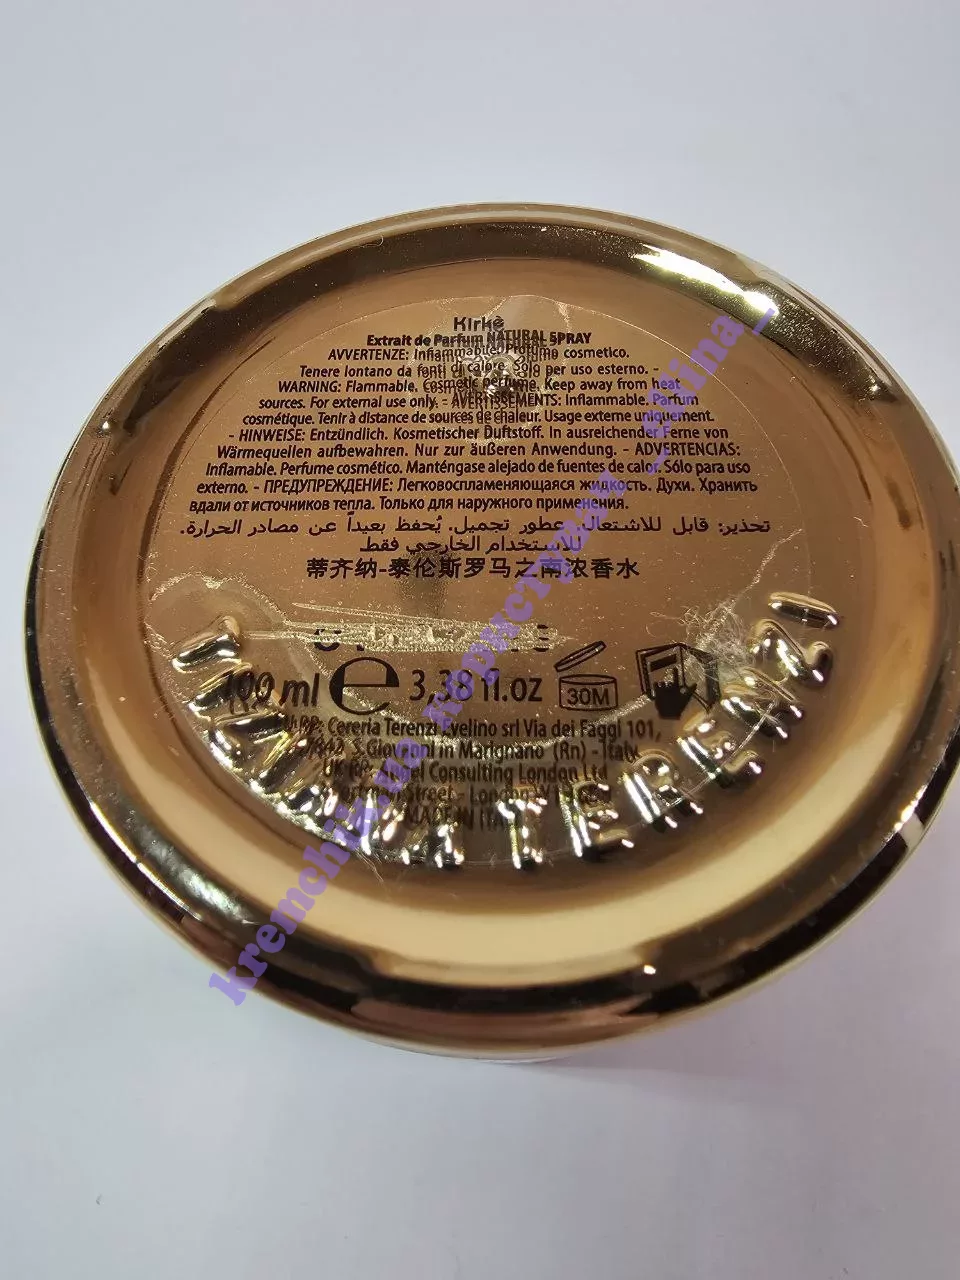 Kirkè
Extrait de Parfum NATURAL SPRAY
AVVERTENZE: Infiammabile. Profumo cosmetico.
Tenere lontano da fonti di calore. Solo per uso esterno. -
WARNING: Flammable. Cosmetic perfume. Keep away from heat
sources. For external use only. - AVERTISSEMENTS: Inflammable. Parfum
cosmétique. Tenir à distance de sources de chaleur. Usage externe uniquement.
- HINWEISE: Entzündlich. Kosmetischer Duftstoff. In ausreichender Ferne von
Wärmequellen aufbewahren. Nur zur äußeren Anwendung. - ADVERTENCIAS:
Inflamable. Perfume cosmético. Manténgase alejado de fuentes de calor. Sólo para uso
externo. - ПРЕДУПРЕЖДЕНИЕ: Легковоспламеняющаяся жидкость. Духи. Хранить
вдали от источников тепла. Только для наружного применения.
تحذير: قابل للاشتعال. عطور تجميل. يُحفظ بعيداً عن مصادر الحرارة.
للاستخدام الخارجي فقط
蒂齐纳-泰伦斯罗马之南浓香水
100 ml e 3,38 fl.oz 30M
EU RP: Cereria Terenzi Evelino srl Via dei Faggi 101,
47842 S.Giovanni in Marignano (Rn) - Italy
UK RP: Angel Consulting London Ltd
Street - London
MADE IN ITALY
TERENZI